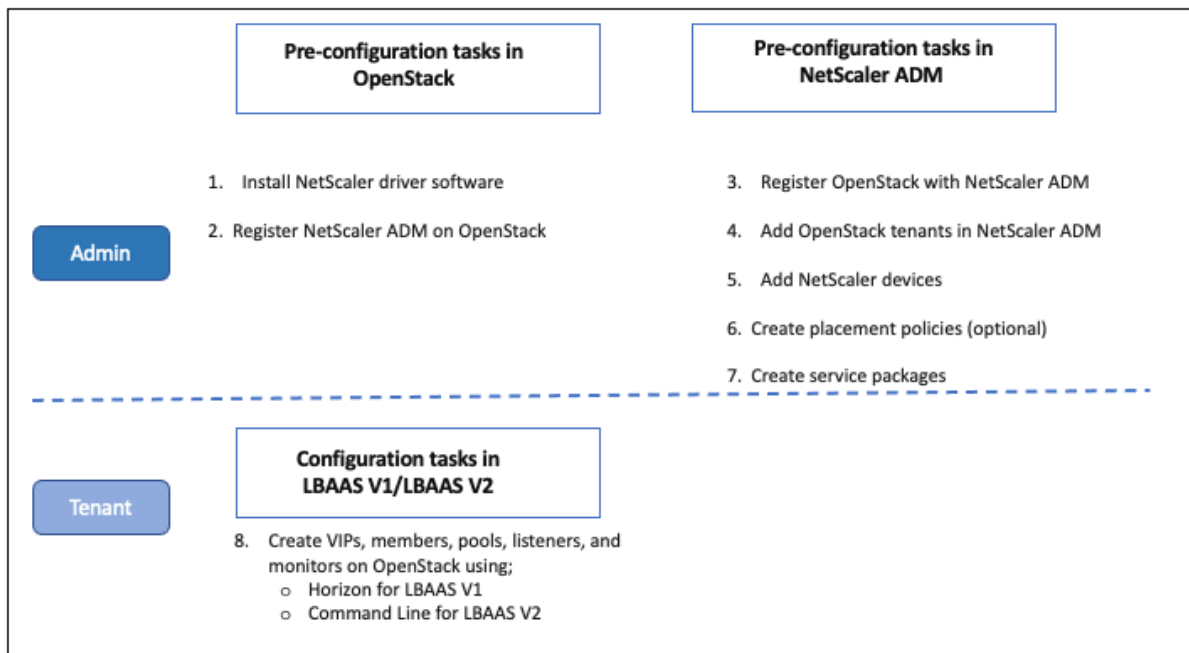 Pre-configuration tasks in
OpenStack
Pre-configuration tasks in
NetScaler ADM
Admin
1. Install NetScaler driver software
2. Register NetScaler ADM on OpenStack
3. Register OpenStack with NetScaler ADM
4. Add OpenStack tenants in NetScaler ADM
5. Add NetScaler devices
6. Create placement policies (optional)
7. Create service packages
Tenant
Configuration tasks in
LBAAS V1/LBAAS V2
8. Create VIPs, members, pools, listeners, and
monitors on OpenStack using;
o Horizon for LBAAS V1
o Command Line for LBAAS V2